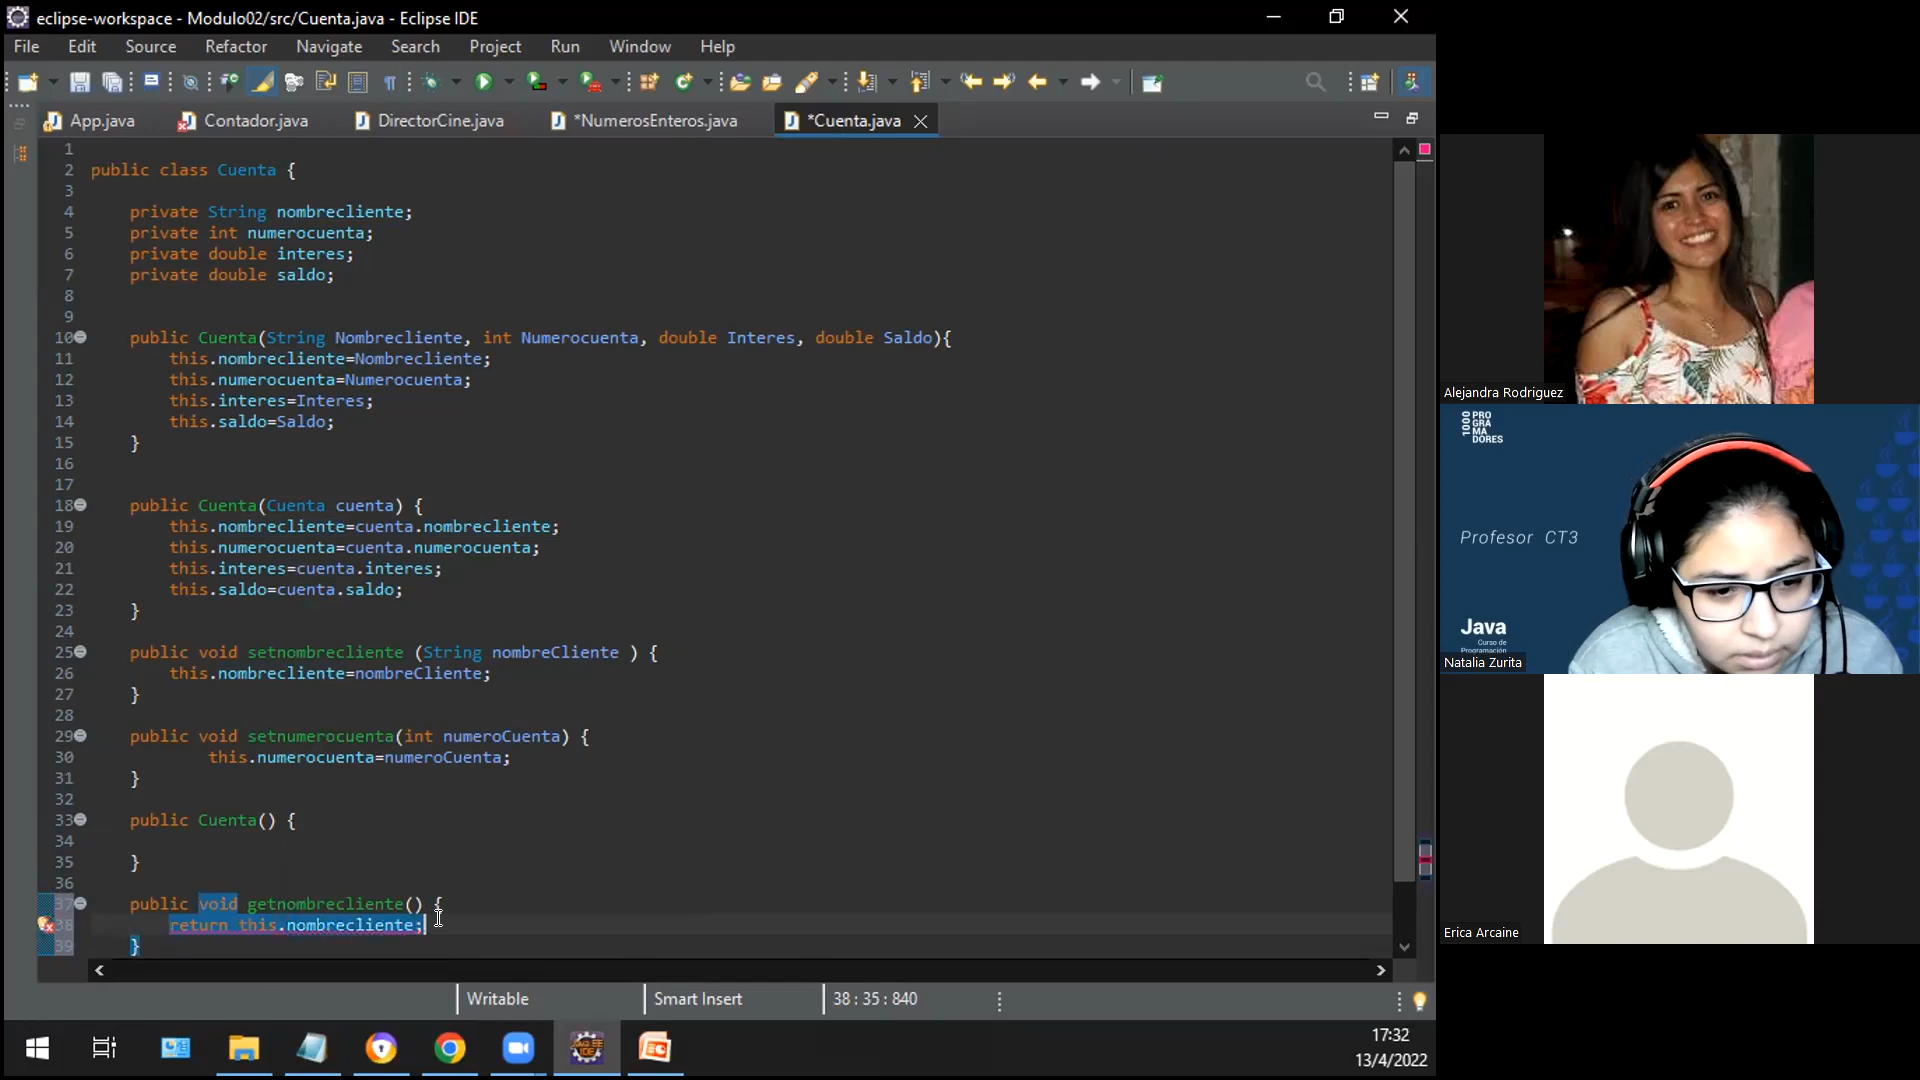 eclipse-workspace - Modulo02/src/Cuenta.java - Eclipse IDE
File Edit Source Refactor Navigate Search Project Run Window Help
App.java Contador.java DirectorCine.java *NumerosEnteros.java *Cuenta.java
1
2 public class Cuenta {
3
4 private String nombrecliente;
5 private int numerocuenta;
6 private double interes;
7 private double saldo;
8
9
10 public Cuenta(String Nombrecliente, int Numerocuenta, double Interes, double Saldo){
11 this.nombrecliente=Nombrecliente;
12 this.numerocuenta=Numerocuenta;
13 this.interes=Interes;
14 this.saldo=Saldo;
15 }
16
17
18 public Cuenta(Cuenta cuenta) {
19 this.nombrecliente=cuenta.nombrecliente;
20 this.numerocuenta=cuenta.numerocuenta;
21 this.interes=cuenta.interes;
22 this.saldo=cuenta.saldo;
23 }
24
25 public void setnombrecliente (String nombreCliente ) {
26 this.nombrecliente=nombreCliente;
27 }
28
29 public void setnumerocuenta(int numeroCuenta) {
30 this.numerocuenta=numeroCuenta;
31 }
32
33 public Cuenta() {
34
35 }
36
37 public void getnombrecliente() {
38 return this.nombrecliente;
39 }
Writable Smart Insert 38 : 35 : 840
17:32
13/4/2022
Alejandra Rodriguez
1000 PRO
GRA
MA
DORES
Profesor CT3
Java
Curso de
Programación
Natalia Zurita
Erica Arcaine